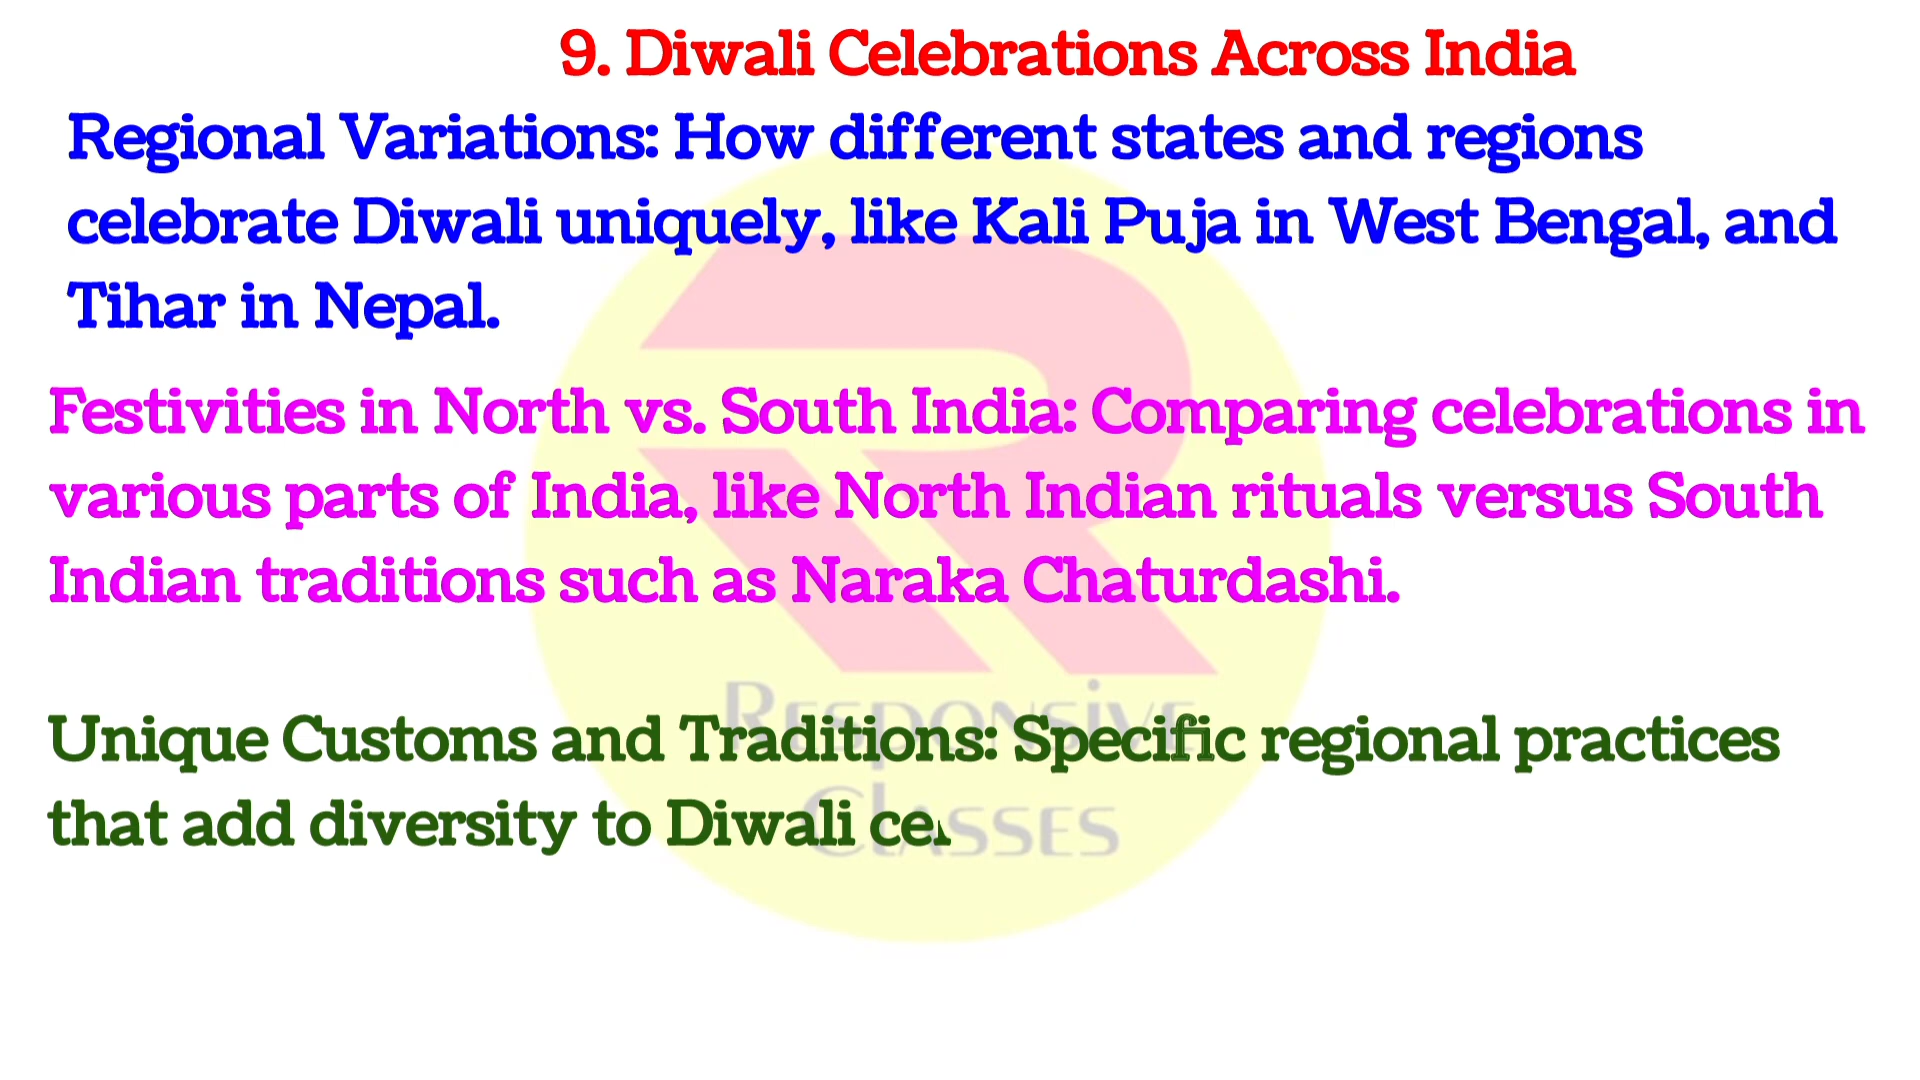 9. Diwali Celebrations Across India
Regional Variations: How different states and regions
celebrate Diwali uniquely, like Kali Puja in West Bengal, and
Tihar in Nepal.
Festivities in North vs. South India: Comparing celebrations in
various parts of India, like North Indian rituals versus South
Indian traditions such as Naraka Chaturdashi.
Unique Customs and Traditions: Specific regional practices
that add diversity to Diwali
Responsive
Classes